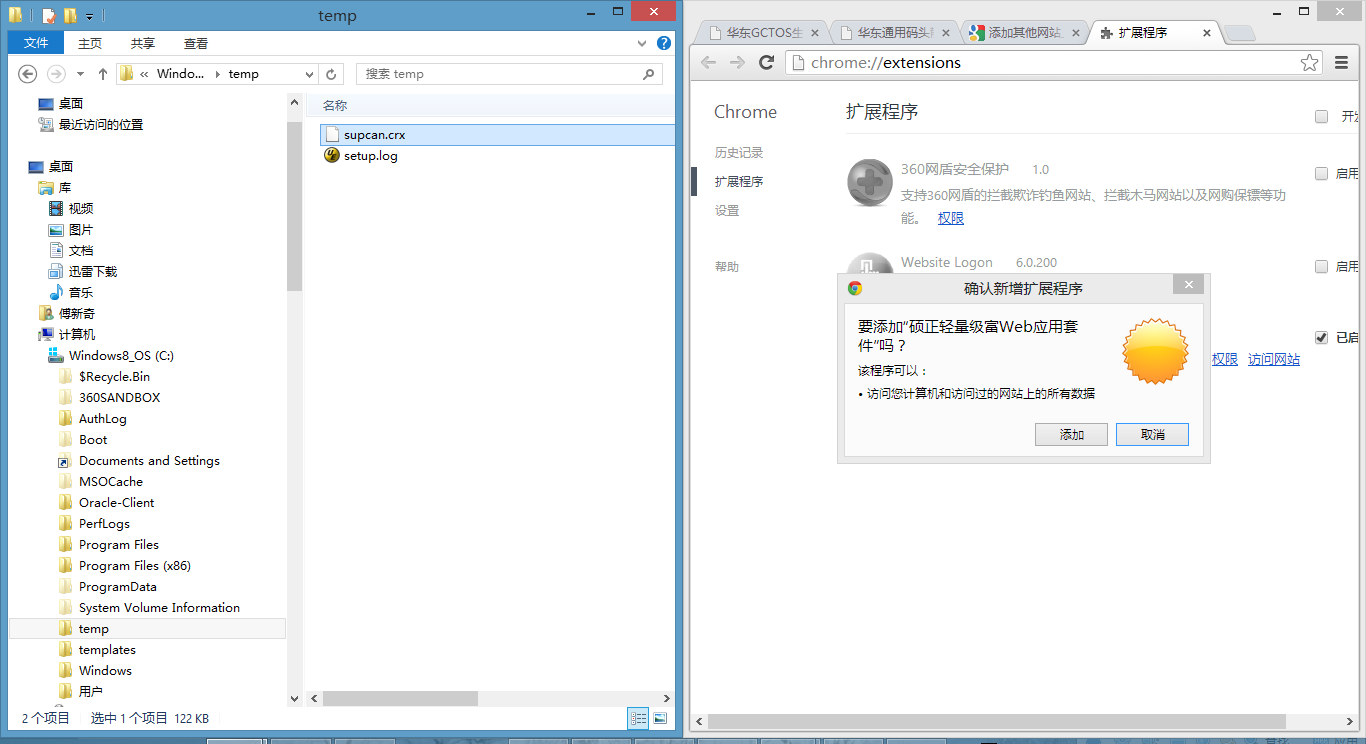 temp
文件 主页 共享 查看
« Windo... temp
搜索 temp
桌面
最近访问的位置
桌面
库
视频
图片
文档
迅雷下载
音乐
傅新奇
计算机
Windows8_OS (C:)
$Recycle.Bin
360SANDBOX
AuthLog
Boot
Documents and Settings
MSOCache
Oracle-Client
PerfLogs
Program Files
Program Files (x86)
ProgramData
System Volume Information
temp
templates
Windows
用户
名称
supcan.crx
setup.log
2 个项目 选中 1 个项目 122 KB
华东GCTOS生
华东通用码头
添加其他网站
扩展程序
chrome://extensions
Chrome
历史记录
扩展程序
设置
帮助
扩展程序
开发
360网盾安全保护 1.0
启用
支持360网盾的拦截欺诈钓鱼网站、拦截木马网站以及网购保镖等功
能。 权限
Website Logon 6.0.200
启用
已启
权限 访问网站
确认新增扩展程序
要添加“硕正轻量级富Web应用套
件”吗？
该程序可以：
• 访问您计算机和访问过的网站上的所有数据
添加 取消